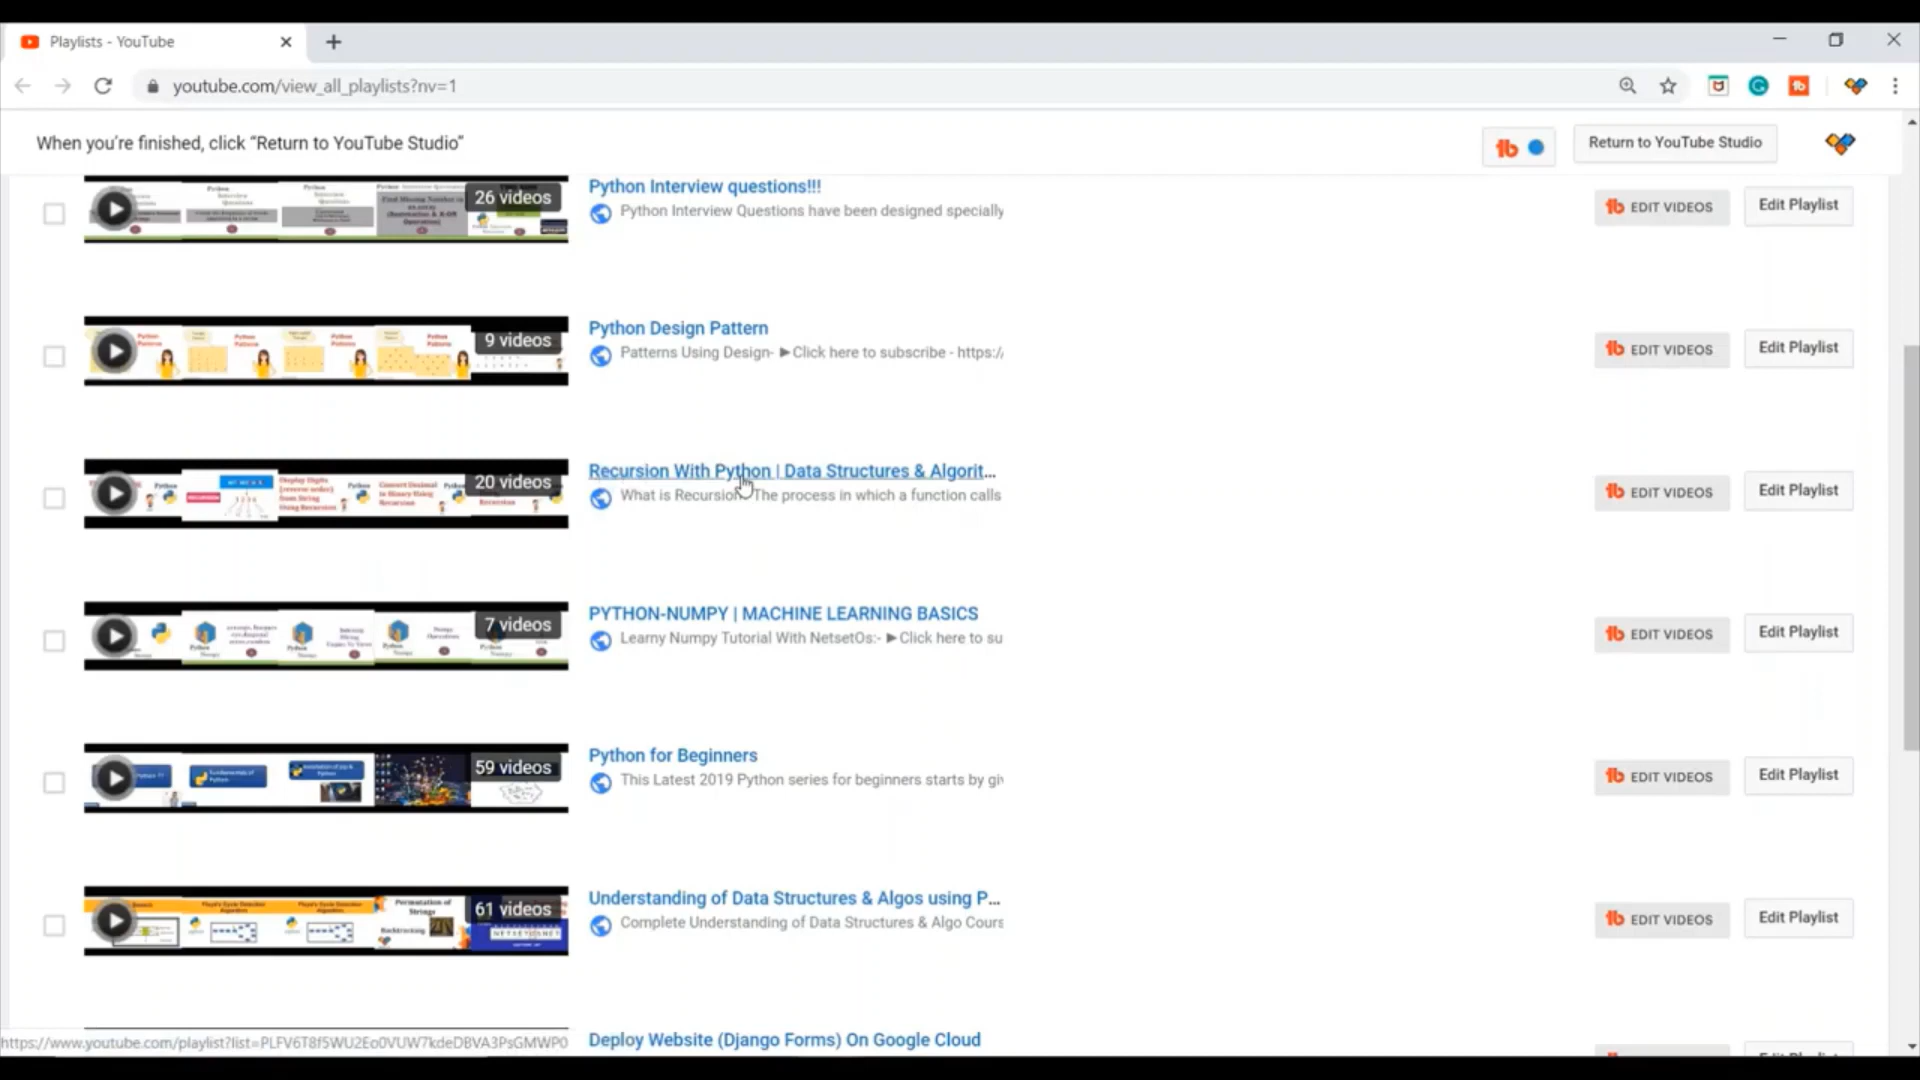 Playlists - YouTube
youtube.com/view_all_playlists?nv=1
When you're finished, click “Return to YouTube Studio”
Return to YouTube Studio
26 videos
Python Interview questions!!!
Python Interview Questions have been designed specially
EDIT VIDEOS
Edit Playlist
9 videos
Python Design Pattern
Patterns Using Design- ►Click here to subscribe - https:/
EDIT VIDEOS
Edit Playlist
20 videos
Recursion With Python | Data Structures & Algorit...
What is Recursion The process in which a function calls
EDIT VIDEOS
Edit Playlist
7 videos
PYTHON-NUMPY | MACHINE LEARNING BASICS
Learny Numpy Tutorial With NetsetOs:- ►Click here to su
EDIT VIDEOS
Edit Playlist
59 videos
Python for Beginners
This Latest 2019 Python series for beginners starts by giv
EDIT VIDEOS
Edit Playlist
61 videos
Understanding of Data Structures & Algos using P...
Complete Understanding of Data Structures & Algo Cours
EDIT VIDEOS
Edit Playlist
https://www.youtube.com/playlist?list=PLFV6T8f5WU2Eo0VUW7kdeDBVA3PsGMWP0
Deploy Website (Django Forms) On Google Cloud